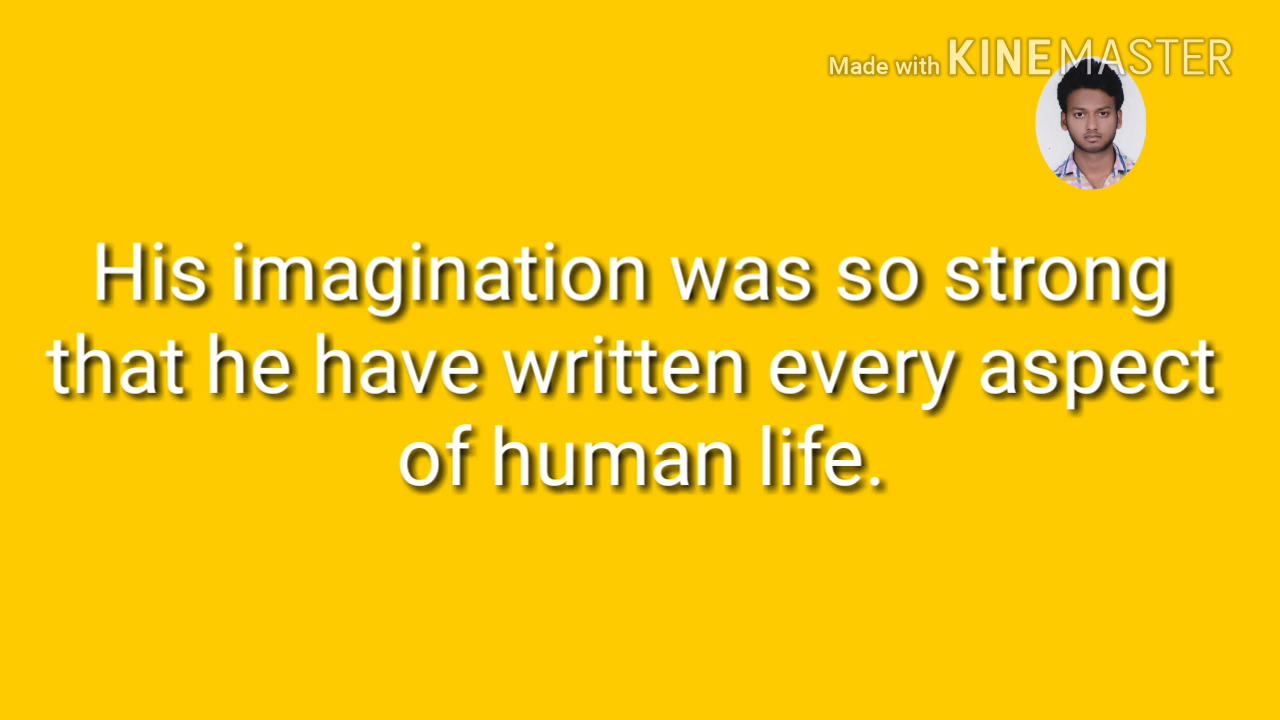 Made with KINEMASTER
His imagination was so strong
that he have written every aspect
of human life.